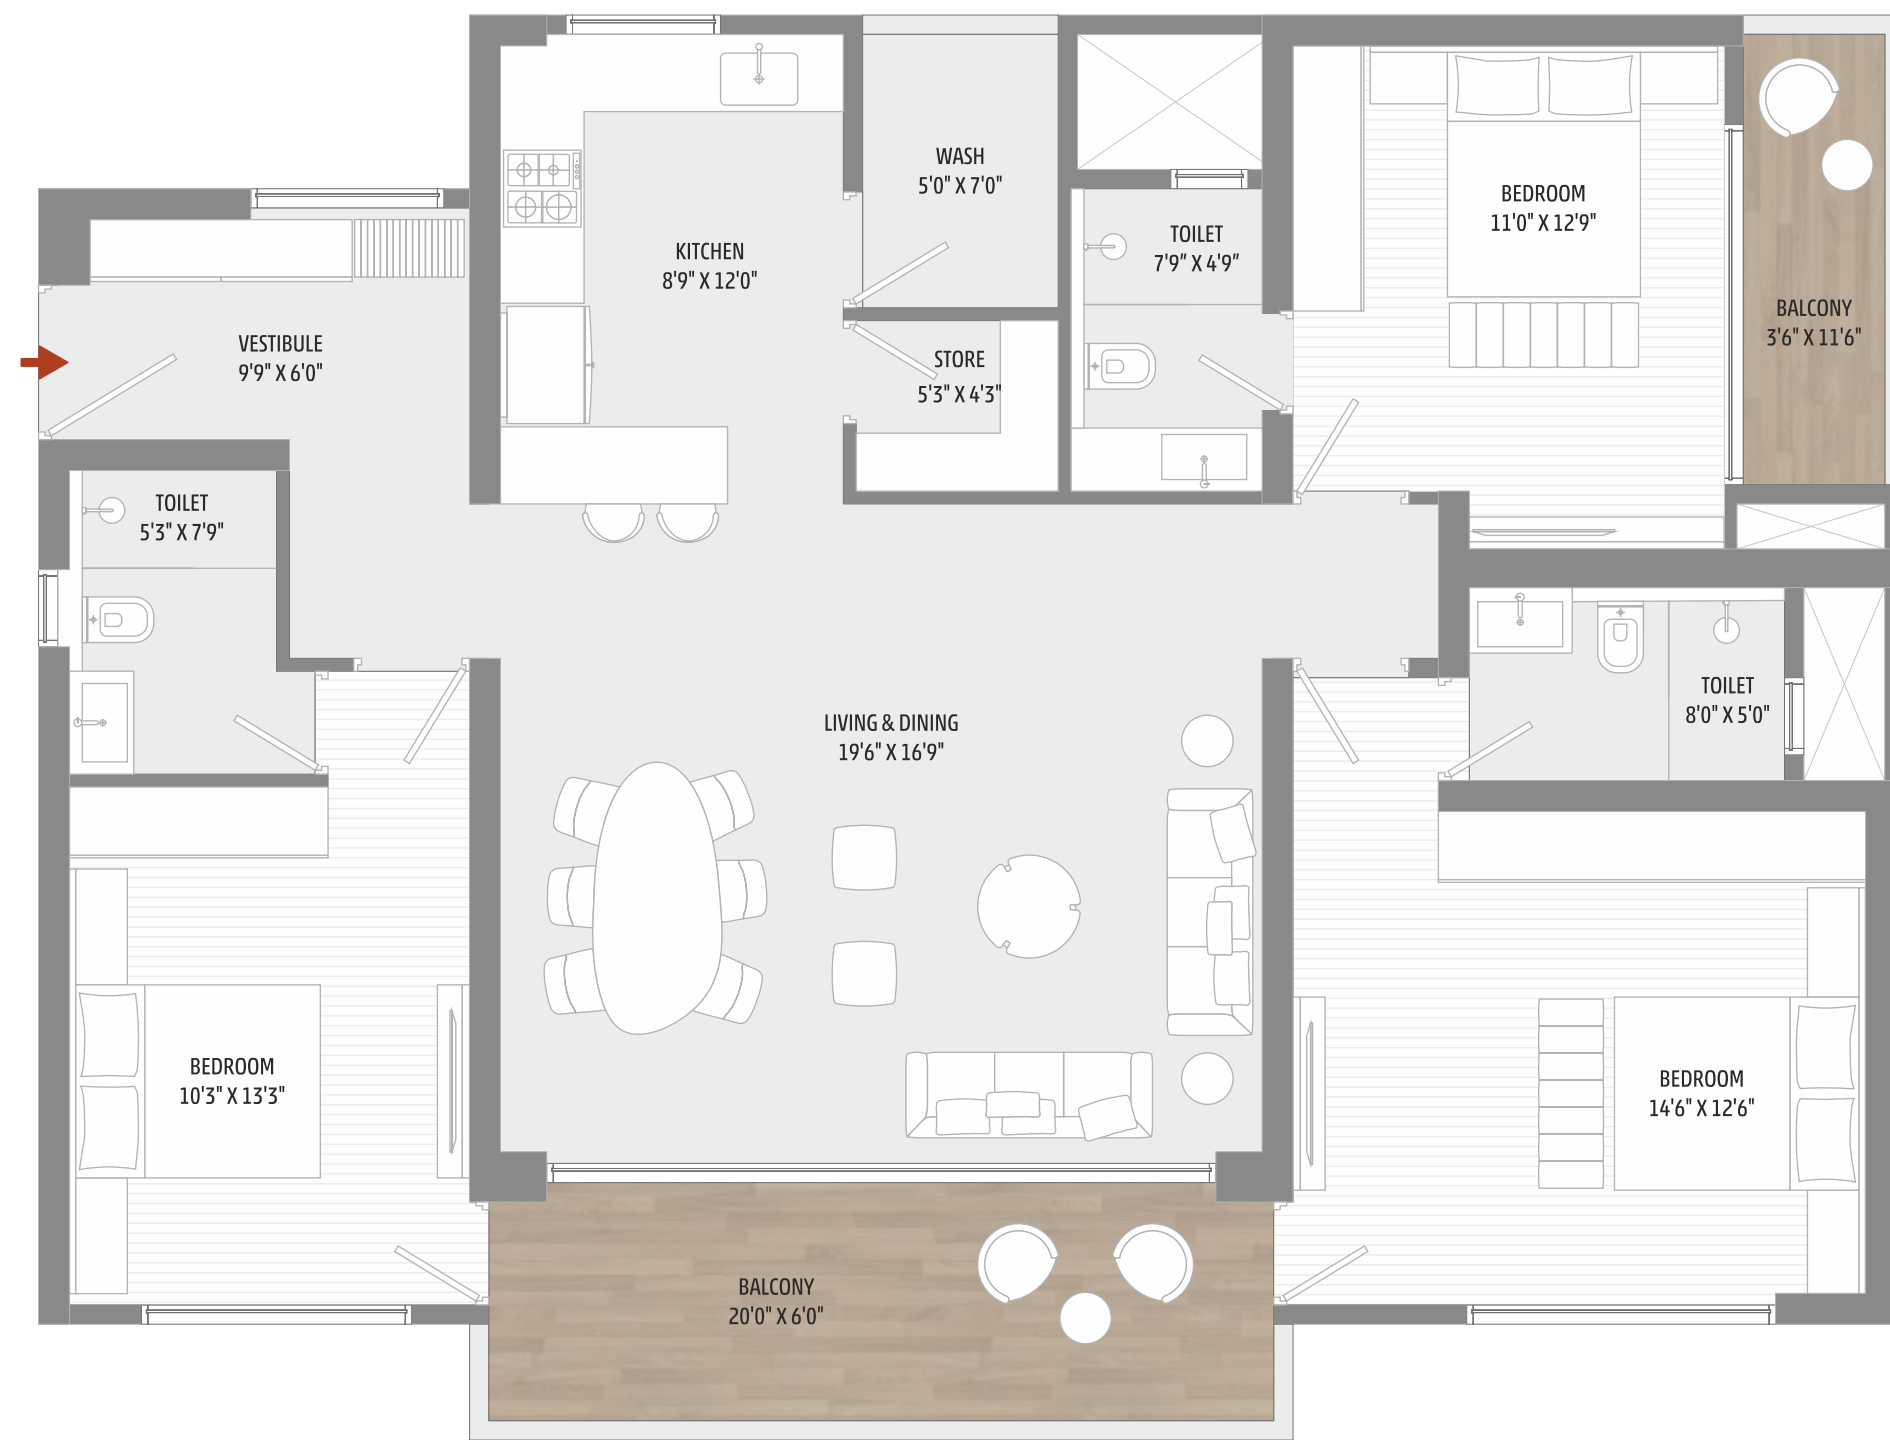 WASH
5'0" X 7'0"
BEDROOM
11'0" X 12'9"
KITCHEN
8'9" X 12'0"
TOILET
7'9” X 4'9”
BALCONY
3'6" X 11'6"
VESTIBULE
9'9" X 6'0"
STORE
5'3" X 4'3"
TOILET
5'3" X 7'9"
TOILET
8'0" X 5'0"
LIVING & DINING
19'6" X 16'9"
BEDROOM
10'3" X 13'3"
BEDROOM
14'6" X 12'6"
BALCONY
20'0" X 6'0"